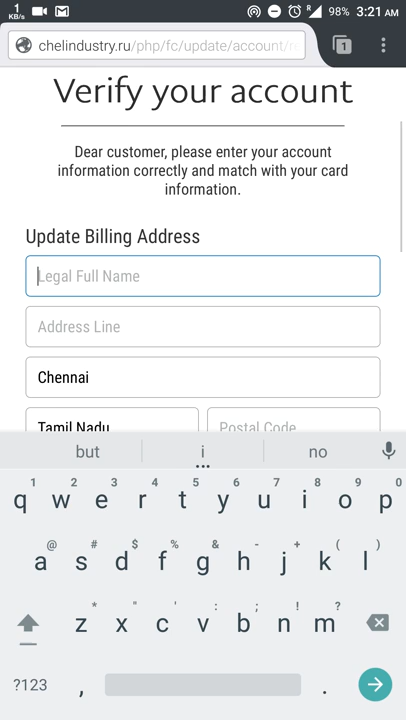 1 KB/s R 98% 3:21 AM
chelindustry.ru/php/fc/update/account/
1
Verify your account
Dear customer, please enter your account
information correctly and match with your card
information.
Update Billing Address
Legal Full Name
Address Line
Chennai
Tamil Nadu Postal Code
but i no
1 2 3 4 5 6 7 8 9 0
q w e r t y u i o p
@ # $ % & - + ( )
a s d f g h j k l
* " ' : ; ! ?
z x c v b n m
?123 , .